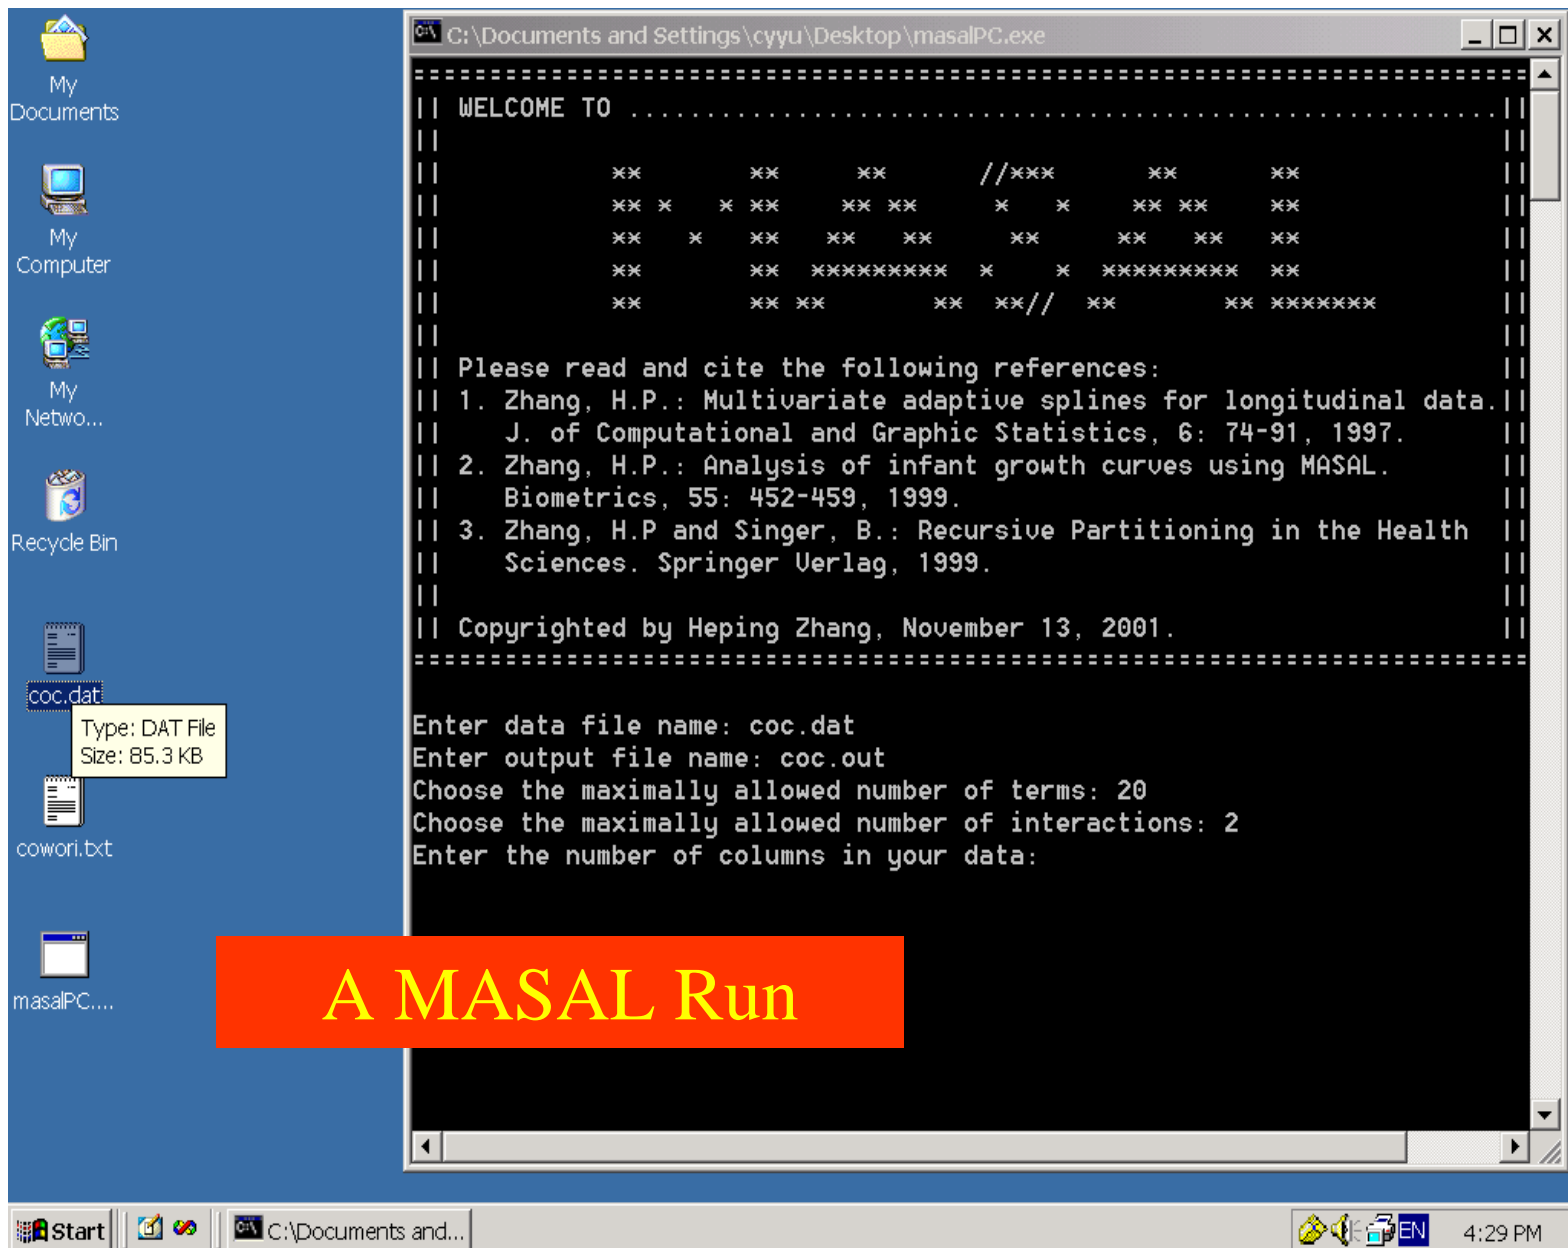 My
Documents
My
Computer
My
Netwo...
Recycle Bin
coc.dat
Type: DAT File
Size: 85.3 KB
cowori.txt
masalPC....
C:\Documents and Settings\cyyu\Desktop\masalPC.exe
|| WELCOME TO .........................................................||
|| Please read and cite the following references: ||
|| 1. Zhang, H.P.: Multivariate adaptive splines for longitudinal data.||
|| J. of Computational and Graphic Statistics, 6: 74-91, 1997. ||
|| 2. Zhang, H.P.: Analysis of infant growth curves using MASAL. ||
|| Biometrics, 55: 452-459, 1999. ||
|| 3. Zhang, H.P and Singer, B.: Recursive Partitioning in the Health ||
|| Sciences. Springer Verlag, 1999. ||
|| Copyrighted by Heping Zhang, November 13, 2001. ||
Enter data file name: coc.dat
Enter output file name: coc.out
Choose the maximally allowed number of terms: 20
Choose the maximally allowed number of interactions: 2
Enter the number of columns in your data:
A MASAL Run
Start
C:\Documents and...
EN
4:29 PM